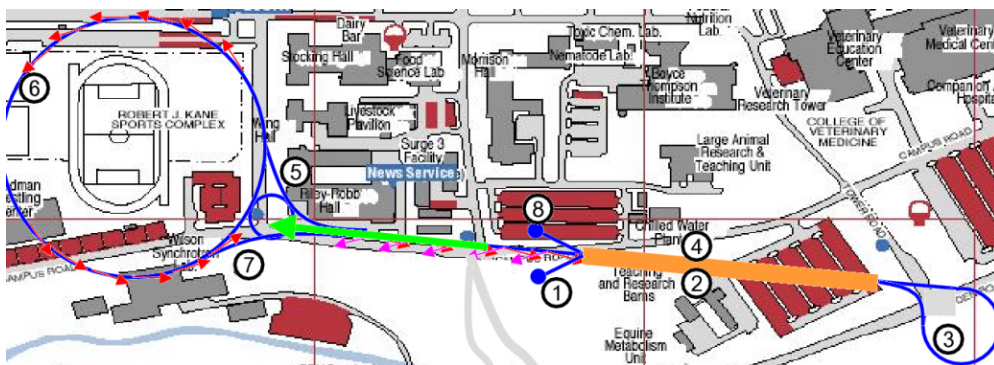 Dairy
Bar
Stocking Hall
Food
Science Lab
Morrison
Hall
Toxic Chem. Lab.
Nematode Lab.
Nutrition
Lab.
Boyce
Thompson
Institute
Veterinary
Education
Center
Veterinary
Medical Cent
Companion
Hospital
Veterinary
Research Tower
COLLEGE OF
VETERINARY
MEDICINE
CAMPUS ROAD
6
ROBERT J. KANE
SPORTS COMPLEX
Wing
Hall
Livestock
Pavilion
Surge 3
Facility
News Service
Large Animal
Research &
Teaching Unit
5
Riley-Robb
Hall
8
Chilled Water
Plant
4
TOWER ROAD
Wilson
Synchrotron
Lab.
7
CAMPUS ROAD
CAMPUS ROAD
1
Teaching
and Research
Barns
2
Equine
Metabolism
Unit
3